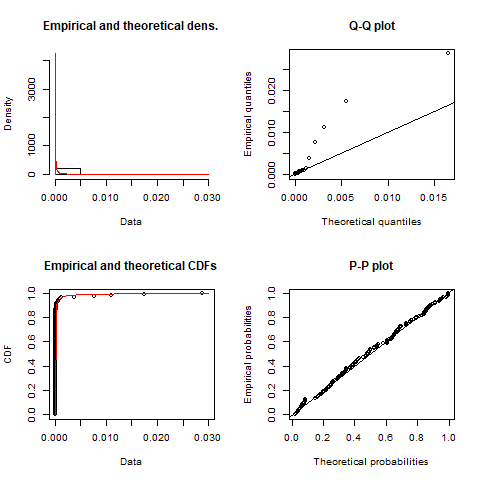 Empirical and theoretical dens.
Density
0 1000 3000
0.000 0.010 0.020 0.030
Data
Q-Q plot
Empirical quantiles
0.000 0.010 0.020
0.000 0.005 0.010 0.015
Theoretical quantiles
Empirical and theoretical CDFs
CDF
0.0 0.2 0.4 0.6 0.8 1.0
0.000 0.010 0.020 0.030
Data
P-P plot
Empirical probabilities
0.0 0.2 0.4 0.6 0.8 1.0
0.0 0.2 0.4 0.6 0.8 1.0
Theoretical probabilities